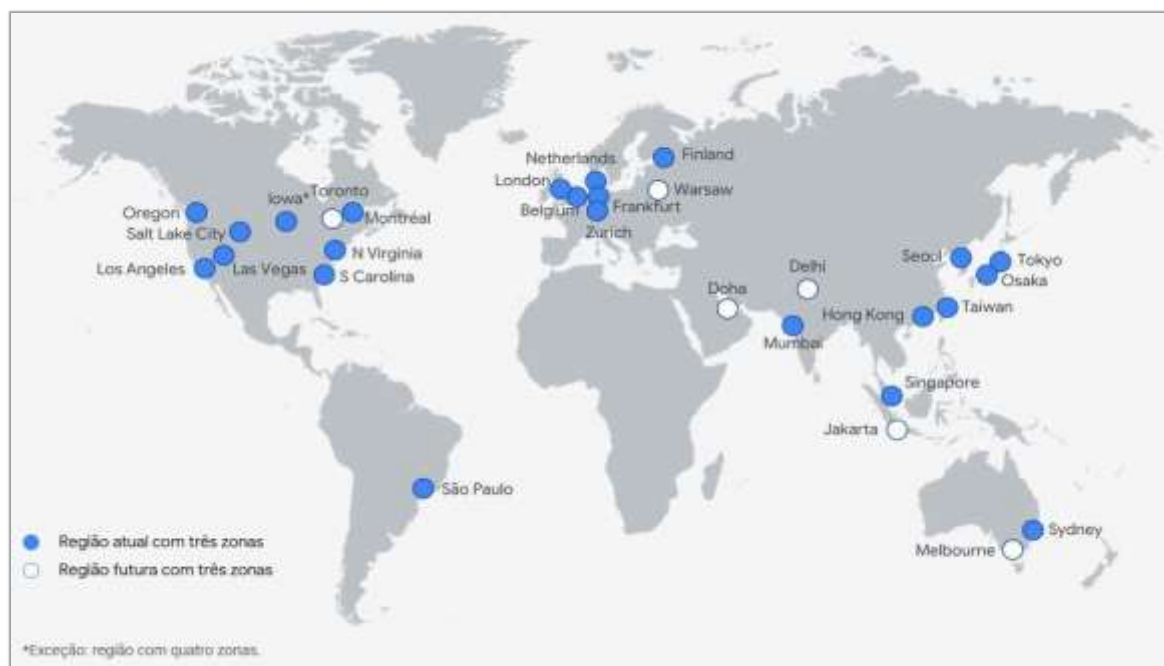 Netherlands
Finland
London
Warsaw
Belgium
Frankfurt
Zurich
Iowa*
Toronto
Oregon
Montréal
Salt Lake City
N Virginia
Los Angeles
Las Vegas
S Carolina
Seoul
Tokyo
Osaka
Delhi
Doha
Hong Kong
Taiwan
Mumbai
Singapore
Jakarta
São Paulo
Sydney
Melbourne
Região atual com três zonas
Região futura com três zonas
*Exceção: região com quatro zonas.